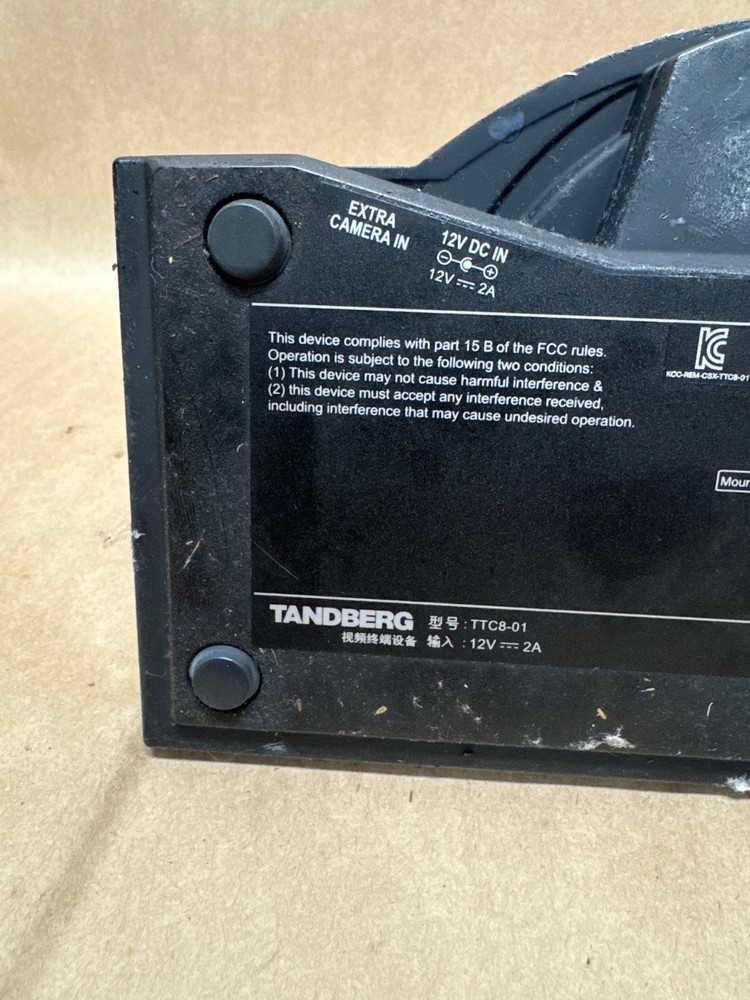 EXTRA
CAMERA IN
12V DC IN
12V ⎓ 2A
This device complies with part 15 B of the FCC rules.
Operation is subject to the following two conditions:
(1) This device may not cause harmful interference &
(2) this device must accept any interference received,
including interference that may cause undesired operation.
KCC-REM-CSX-TTC8-01
TANDBERG 型号 : TTC8-01
视频终端设备 输入 : 12V ⎓ 2A